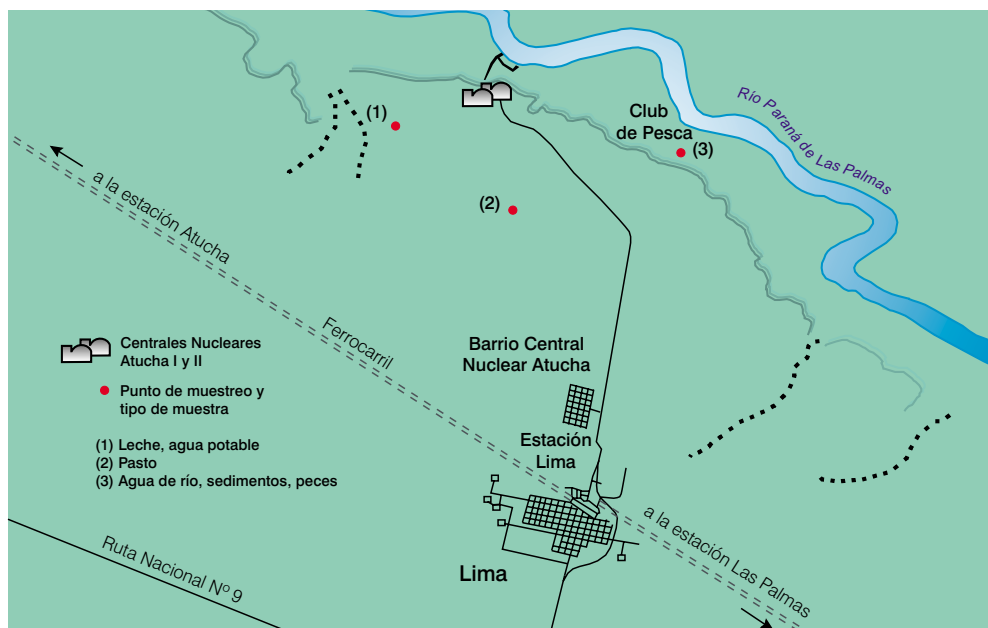 (1)
Club
de Pesca
(3)
Río Paraná de Las Palmas
(2)
a la estación Atucha
Ferrocarril
Centrales Nucleares
Atucha I y II
Punto de muestreo y
tipo de muestra
(1) Leche, agua potable
(2) Pasto
(3) Agua de río, sedimentos, peces
Barrio Central
Nuclear Atucha
Estación
Lima
a la estación Las Palmas
Lima
Ruta Nacional Nº 9